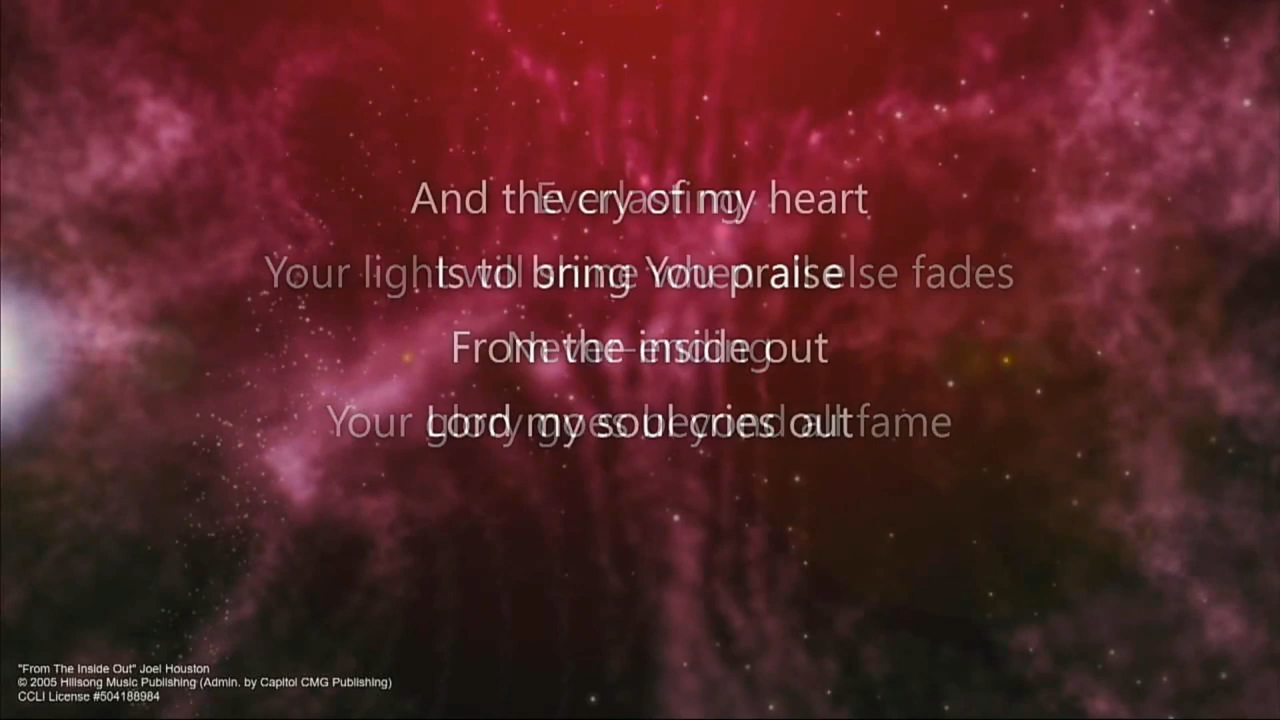 And the cry of my heart
Everlasting
Is to bring You praise
Your light will shine when all else fades
From the inside out
Never-ending
Lord my soul cries out
Your glory goes beyond all fame
"From The Inside Out" Joel Houston
© 2005 Hillsong Music Publishing (Admin. by Capitol CMG Publishing)
CCLI License #504188984